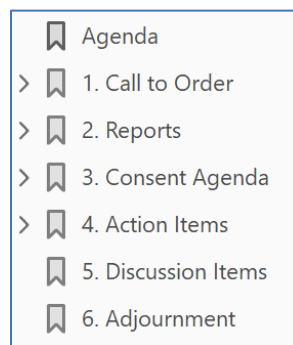 Agenda
1. Call to Order
2. Reports
3. Consent Agenda
4. Action Items
5. Discussion Items
6. Adjournment